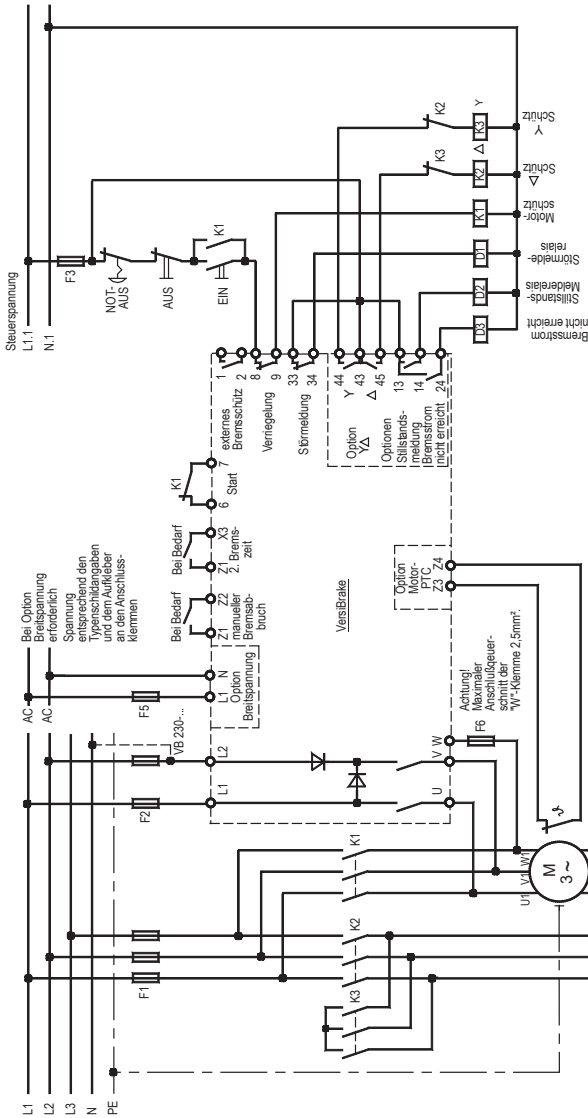 Steuerspannung
L1.1
N.1
F3
NOT-
AUS
AUS
EIN
K1
K2
K3
K3
Y
K2
△
K1
D1
D2
D3
Schütz
Y
Schütz
△
Motor-
schütz
Störmelde-
relais
Stillstands-
Melderelais
Bremsstrom
nicht erreicht
1
2
8
9
33
34
44
43
45
13
14
24
externes
Bremsschütz
Verriegelung
Störmeldung
Option
Y△
Y
△
Optionen
Stillstands-
meldung
Bremsstrom
nicht erreicht
K1
6
7
Start
Bei Bedarf
Z1
X3
2. Brems-
zeit
Bei Bedarf
Z1
Z2
manueller
Bremsab-
bruch
Bei Option
Breitspannung
erforderlich
Spannung
entsprechend den
Typenschildangaben
und dem Aufkleber
an den Anschluss-
klemmen
AC
AC
F5
L1
N
Option
Breitspannung
VersiBrake
Option
Motor-
PTC
Z3
Z4
Achtung!
Maximaler
Anschlußqeuer-
schnitt der
"W"-Klemme 2,5mm².
VB 230-...
F2
L1
L2
U
V
W
F6
ϑ
L1
L2
L3
N
PE
F1
K1
K2
K3
U1
V1
W1
M
3 ~